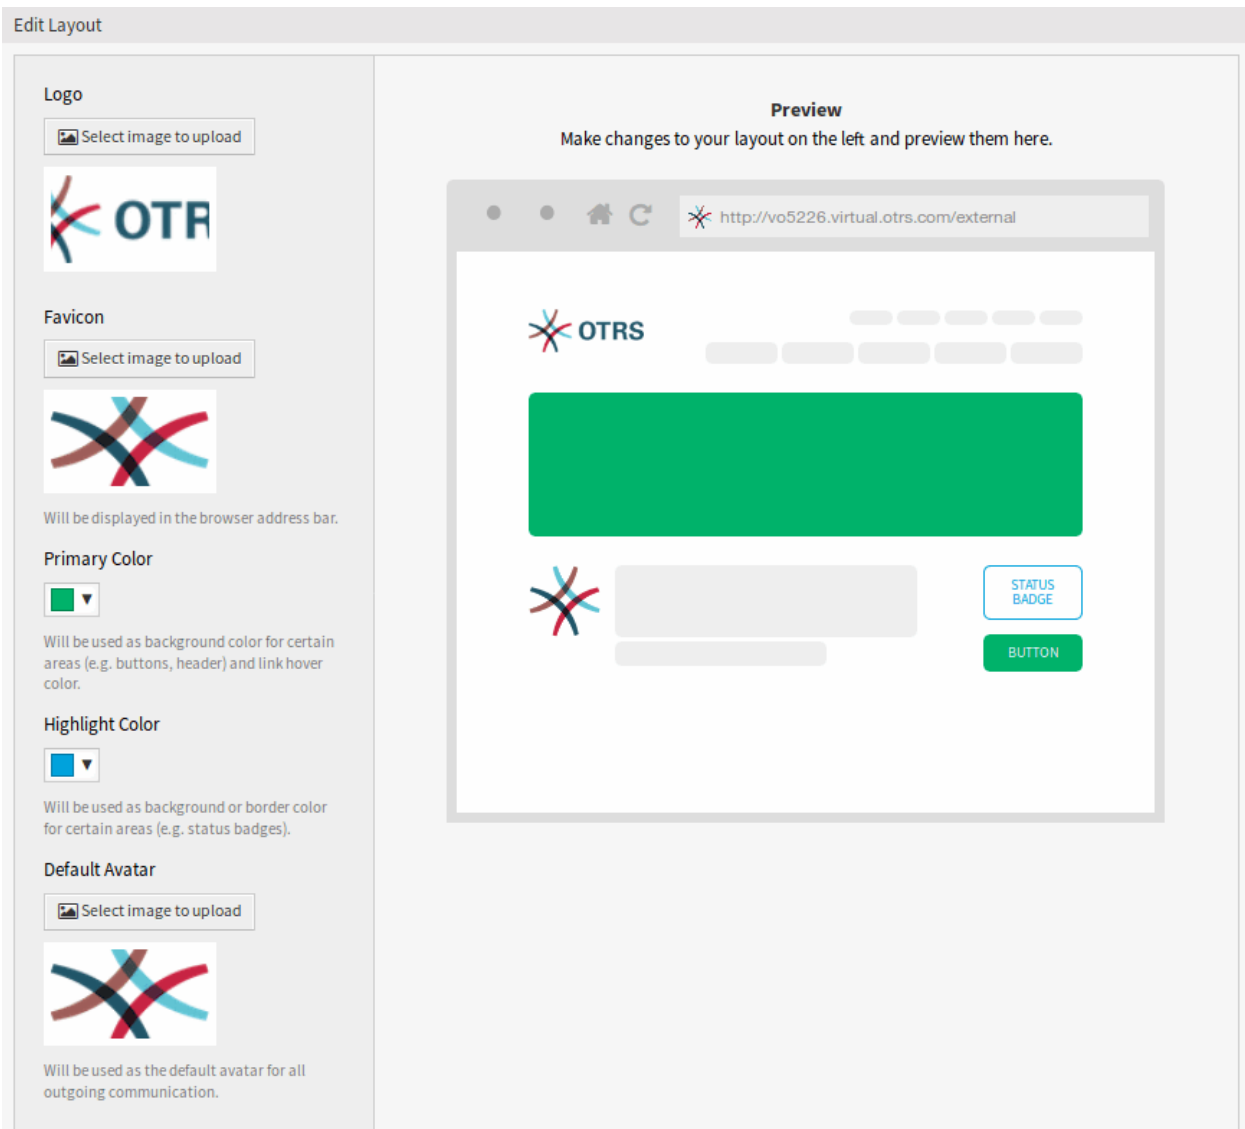 Edit Layout
Logo
Select image to upload
OTR
Favicon
Select image to upload
Will be displayed in the browser address bar.
Primary Color
Will be used as background color for certain
areas (e.g. buttons, header) and link hover
color.
Highlight Color
Will be used as background or border color
for certain areas (e.g. status badges).
Default Avatar
Select image to upload
Will be used as the default avatar for all
outgoing communication.
Preview
Make changes to your layout on the left and preview them here.
http://vo5226.virtual.otrs.com/external
OTRS
STATUS
BADGE
BUTTON